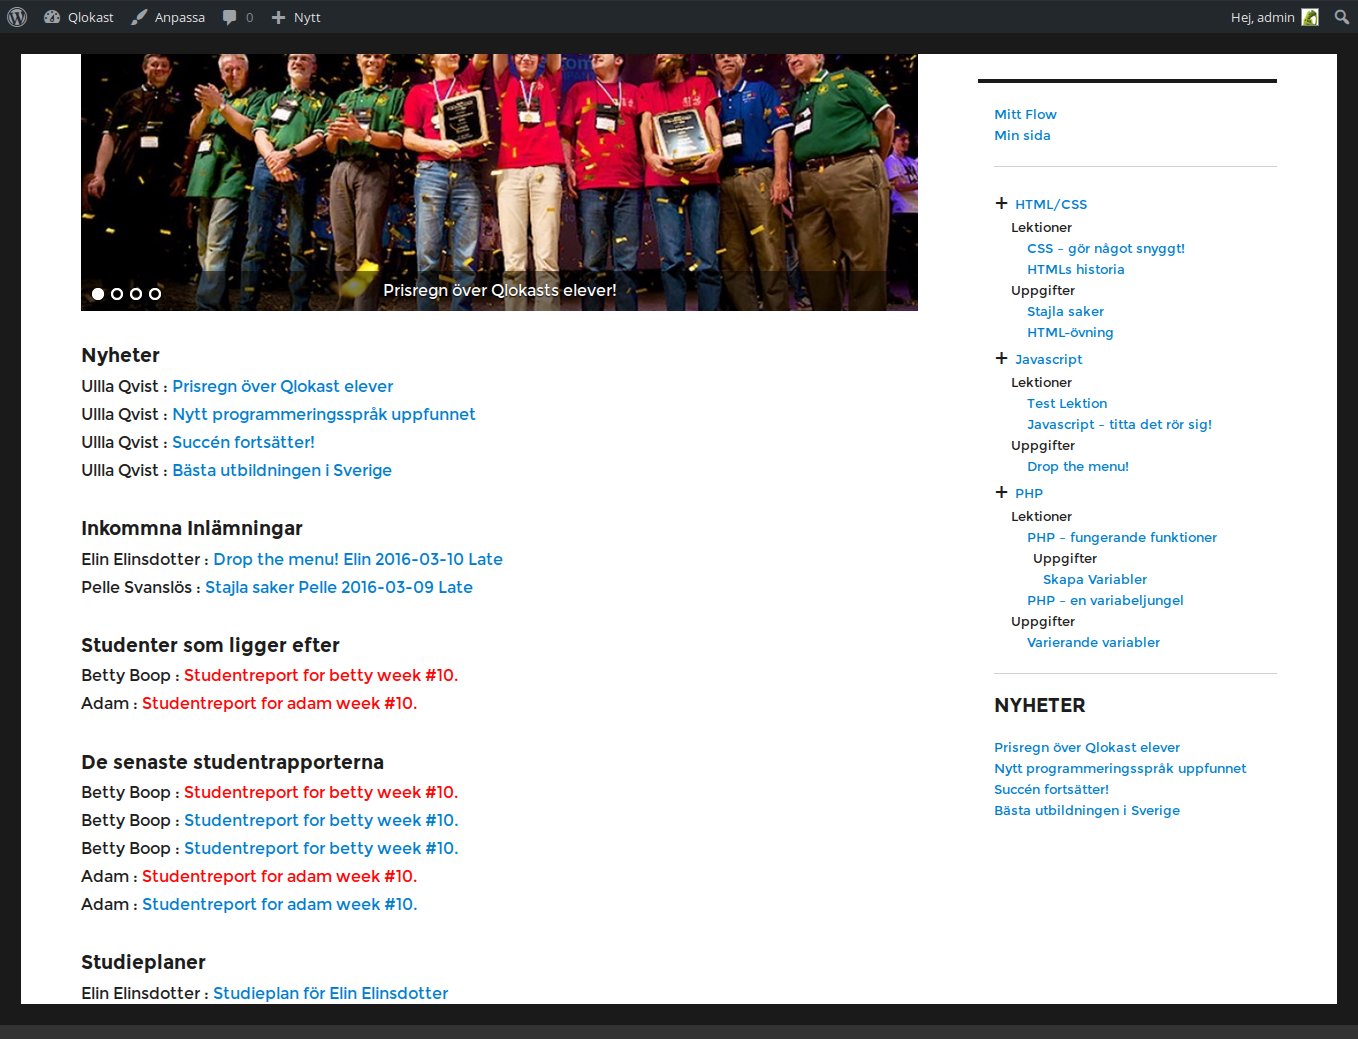 Qlokast Anpassa 0 Nytt Hej, admin
Prisregn över Qlokasts elever!
Nyheter
Ullla Qvist : Prisregn över Qlokast elever
Ullla Qvist : Nytt programmeringsspråk uppfunnet
Ullla Qvist : Succén fortsätter!
Ullla Qvist : Bästa utbildningen i Sverige
Inkommna Inlämningar
Elin Elinsdotter : Drop the menu! Elin 2016-03-10 Late
Pelle Svanslös : Stajla saker Pelle 2016-03-09 Late
Studenter som ligger efter
Betty Boop : Studentreport for betty week #10.
Adam : Studentreport for adam week #10.
De senaste studentrapporterna
Betty Boop : Studentreport for betty week #10.
Betty Boop : Studentreport for betty week #10.
Betty Boop : Studentreport for betty week #10.
Adam : Studentreport for adam week #10.
Adam : Studentreport for adam week #10.
Studieplaner
Elin Elinsdotter : Studieplan för Elin Elinsdotter
Mitt Flow
Min sida
+ HTML/CSS
Lektioner
CSS – gör något snyggt!
HTMLs historia
Uppgifter
Stajla saker
HTML-övning
+ Javascript
Lektioner
Test Lektion
Javascript – titta det rör sig!
Uppgifter
Drop the menu!
+ PHP
Lektioner
PHP – fungerande funktioner
Uppgifter
Skapa Variabler
PHP – en variabeljungel
Uppgifter
Varierande variabler
NYHETER
Prisregn över Qlokast elever
Nytt programmeringsspråk uppfunnet
Succén fortsätter!
Bästa utbildningen i Sverige